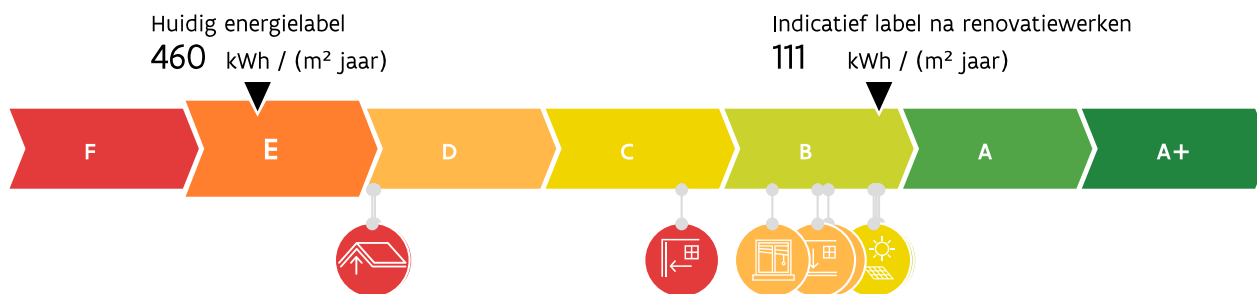 Huidig energielabel
460 kWh / (m² jaar)
Indicatief label na renovatiewerken
111 kWh / (m² jaar)
F E D C B A A+